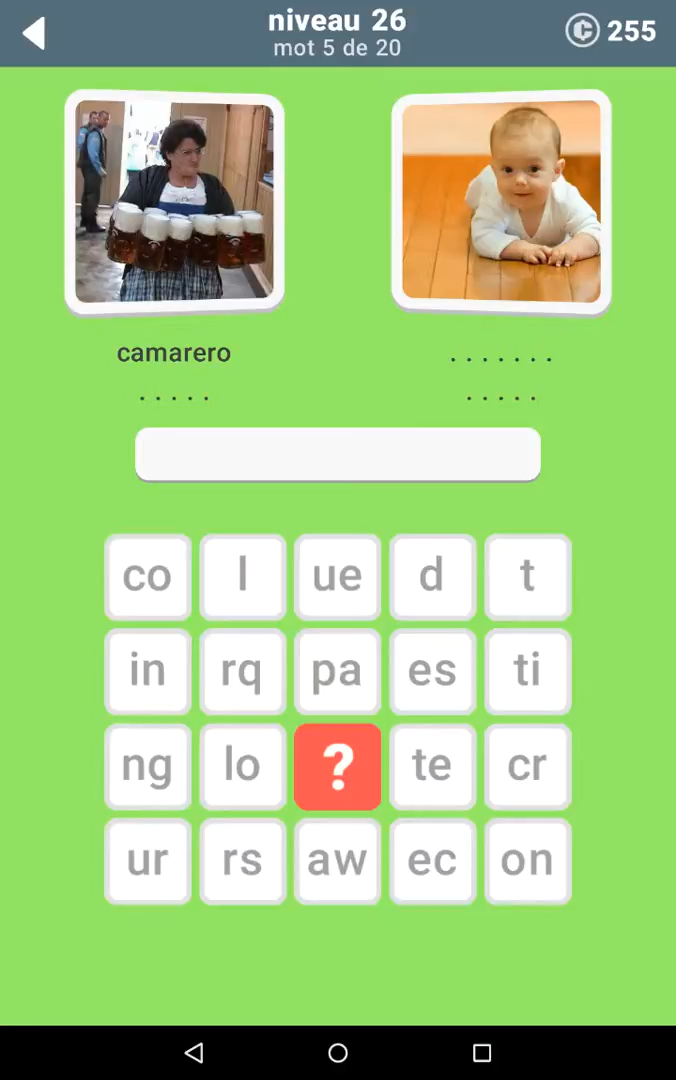 niveau 26
mot 5 de 20
255
camarero
. . . . . . .
. . . . .
. . . . .
co l ue d t
in rq pa es ti
ng lo ? te cr
ur rs aw ec on